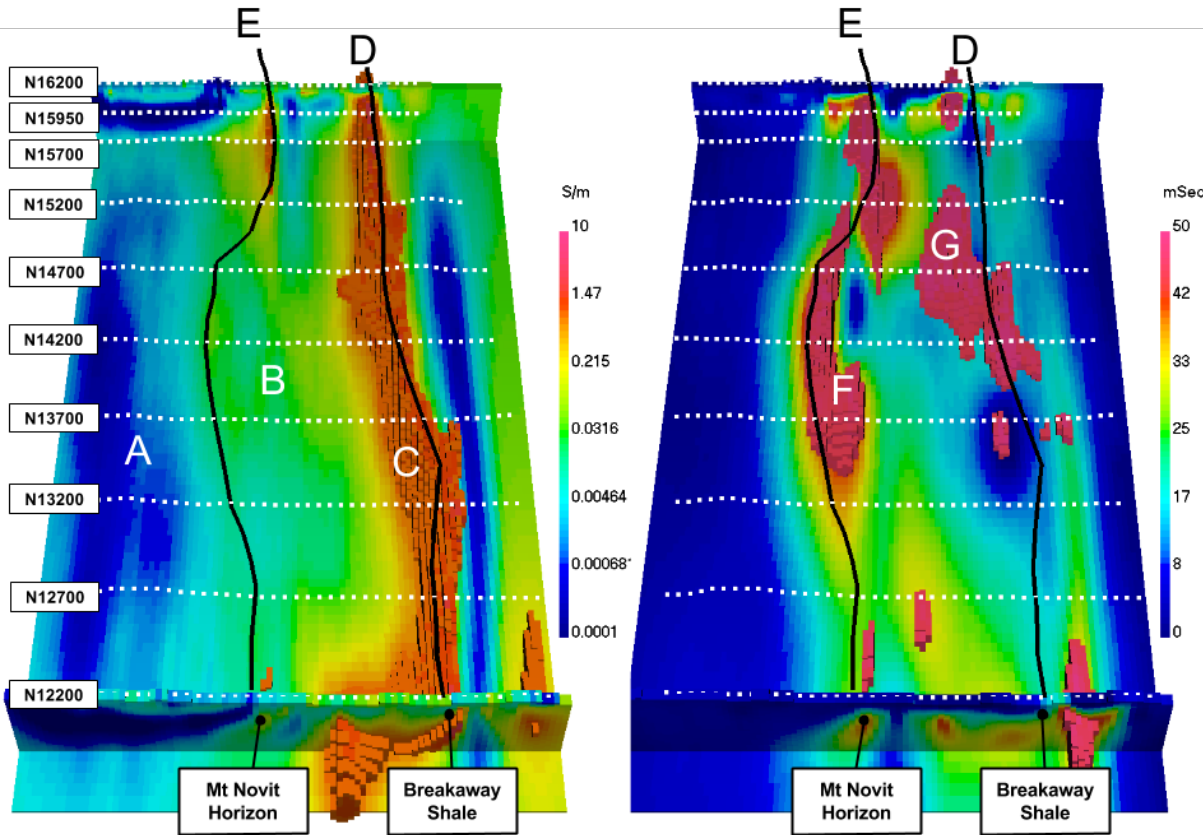 E
D
E
D
N16200
N15950
N15700
N15200
N14700
N14200
N13700
N13200
N12700
N12200
A
B
C
S/m
10
1.47
0.215
0.0316
0.00464
0.00068*
0.0001
F
G
mSec
50
42
33
25
17
8
0
Mt Novit
Horizon
Breakaway
Shale
Mt Novit
Horizon
Breakaway
Shale